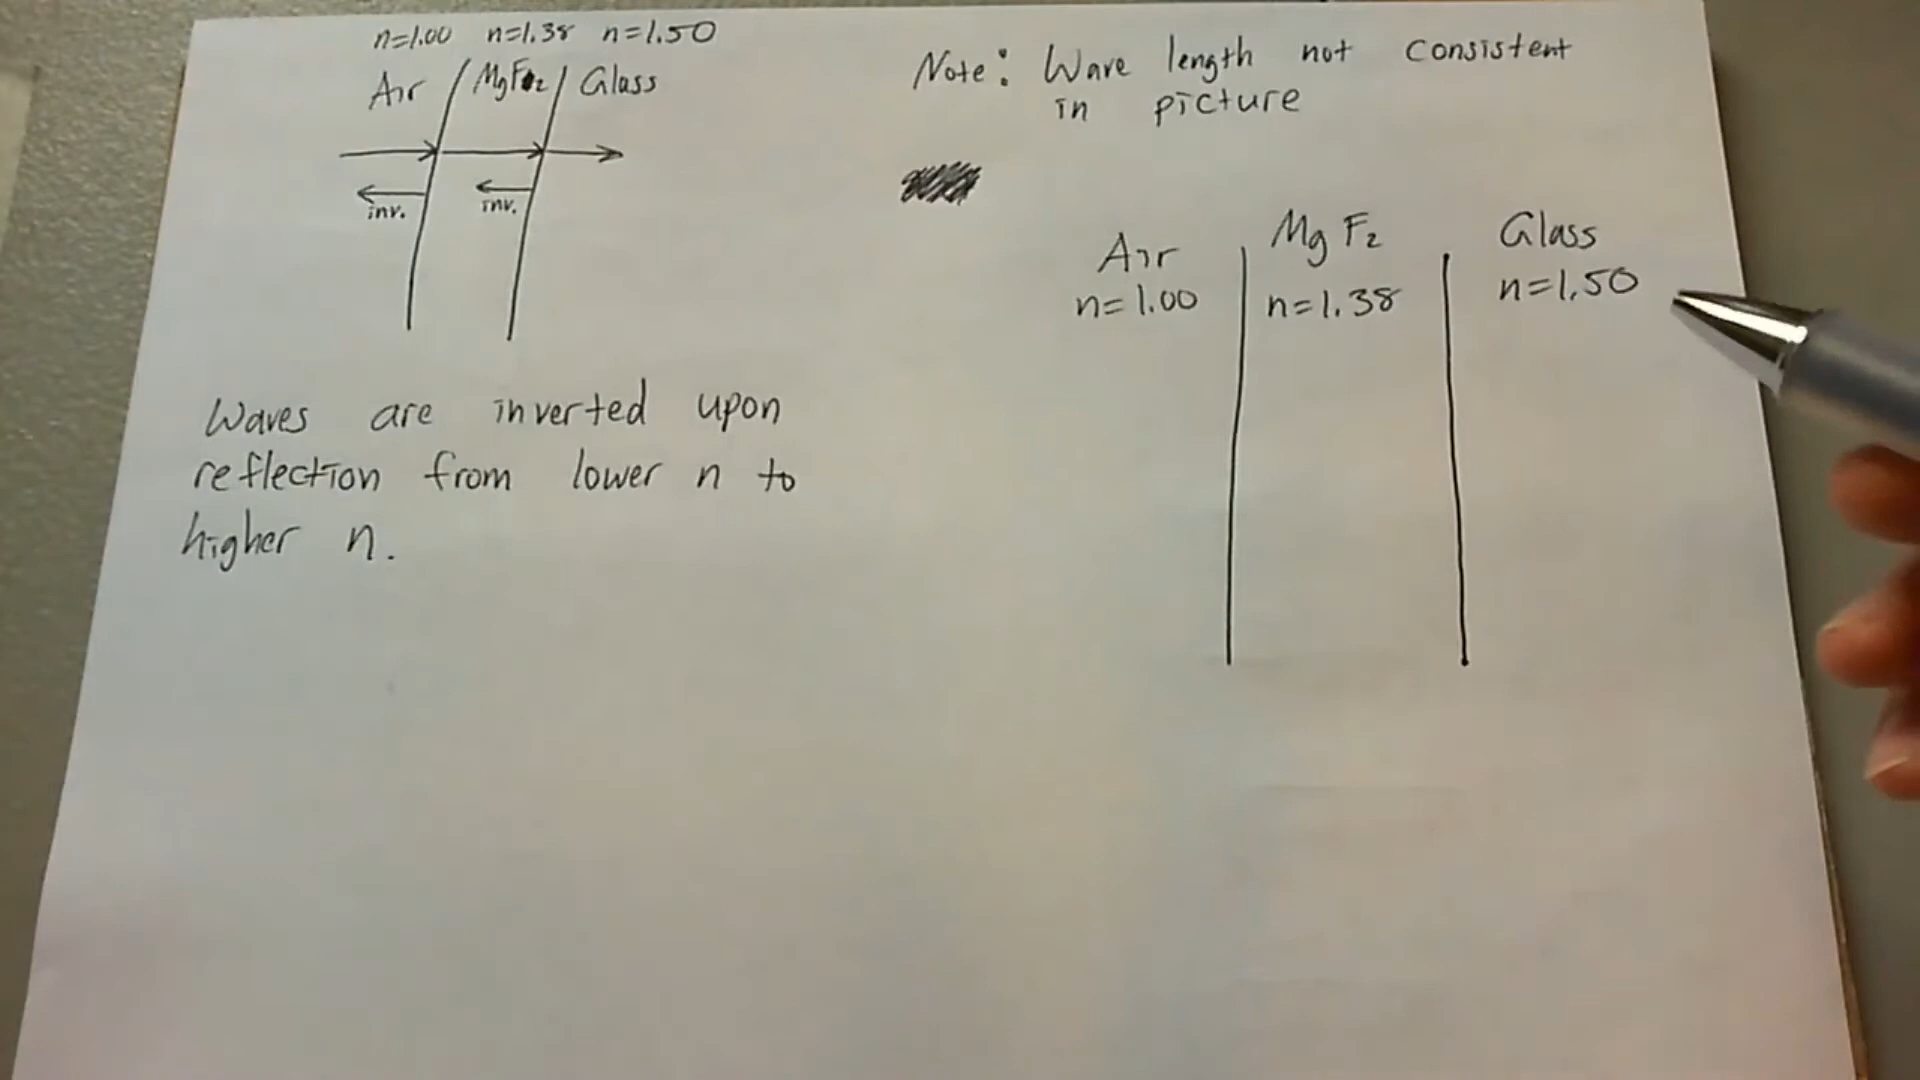 n=1.00 n=1.38 n=1.50
Air / MgF2 / Glass
inv. inv.
Waves are inverted upon
reflection from lower n to
higher n.
Note: Wave length not consistent
in picture
Air MgF2 Glass
n=1.00 n=1.38 n=1.50